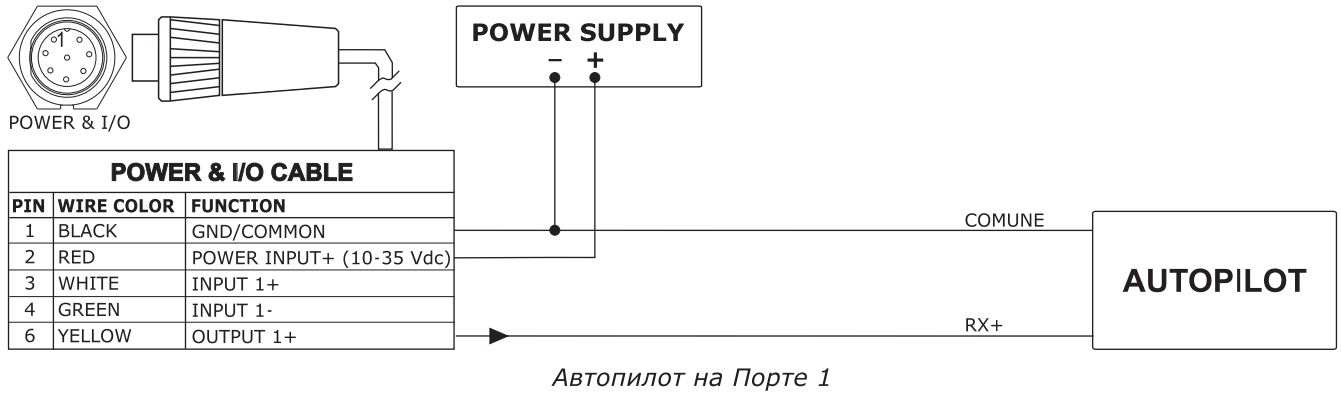 1
POWER & I/O
POWER SUPPLY
− +
POWER & I/O CABLE
PIN WIRE COLOR FUNCTION
1 BLACK GND/COMMON
2 RED POWER INPUT+ (10-35 Vdc)
3 WHITE INPUT 1+
4 GREEN INPUT 1-
6 YELLOW OUTPUT 1+
COMUNE
RX+
AUTOPILOT
Автопилот на Порте 1